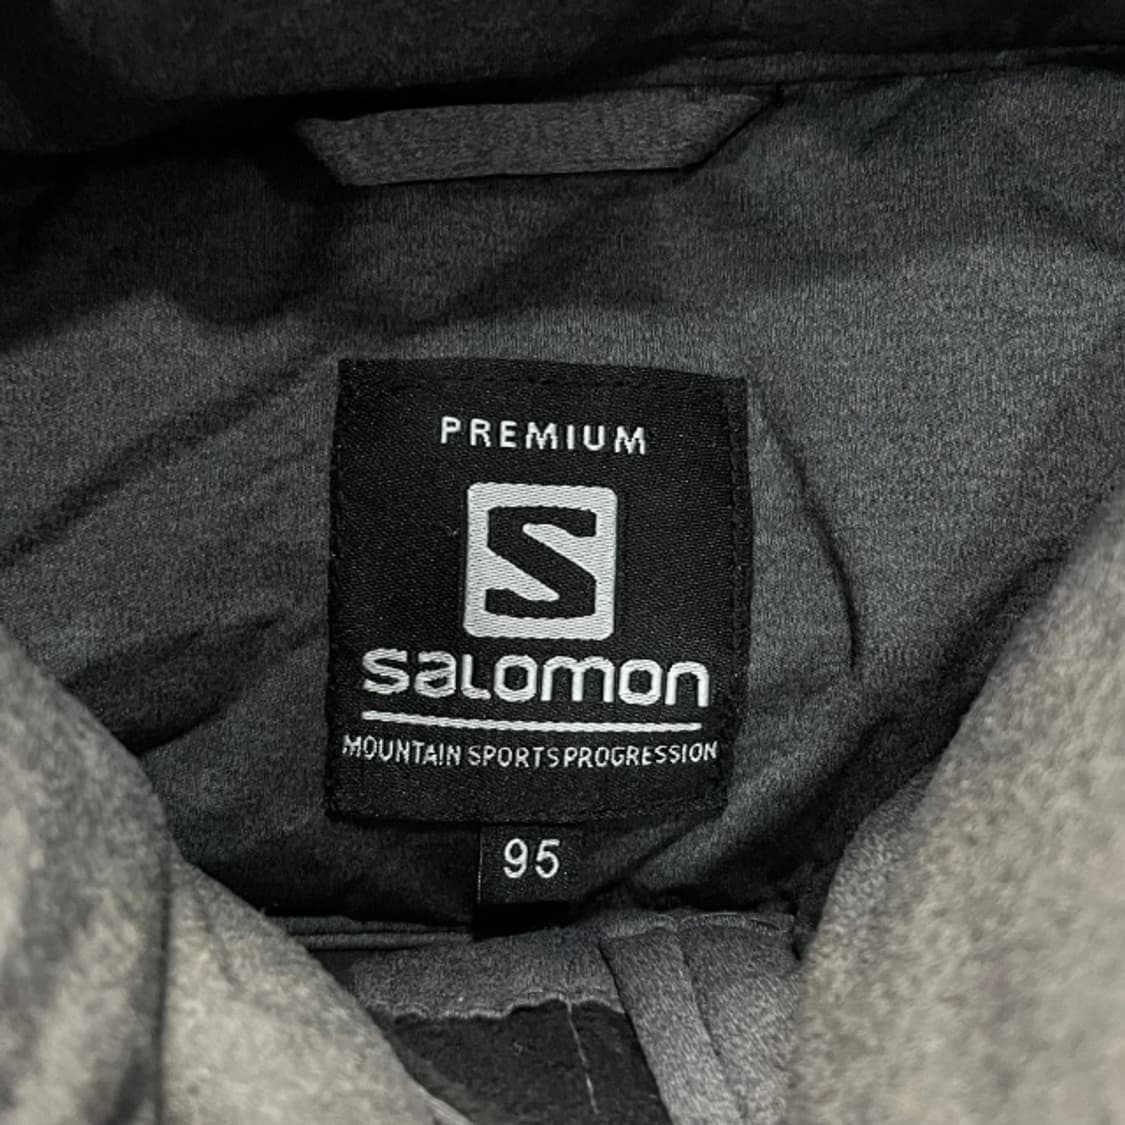 PREMIUM
S
salomon
MOUNTAIN SPORTS PROGRESSION
95